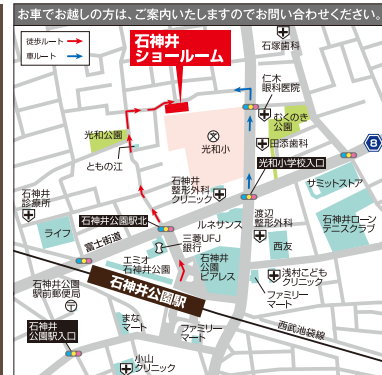 お車でお越しの方は、ご案内いたしますのでお問い合わせください。
徒歩ルート
車ルート
石神井
ショールーム
石塚歯科
仁木
眼科医院
むくのき
公園
光和公園
光和小
田添歯科
8
ともの江
光和小学校入口
石神井
整形外科
クリニック
サミットストア
石神井
診療所
石神井公園駅北
ルネサンス
渡辺
整形外科
石神井ローン
テニスクラブ
ライフ
富士街道
三菱UFJ
銀行
西友
エミオ
石神井公園
石神井
公園
ピアレス
浅村こども
クリニック
石神井公園駅
石神井公園
駅前郵便局
ファミリー
マート
まな
マート
ファミリー
マート
西武池袋線
石神井
公園
駅入口
小山
クリニック